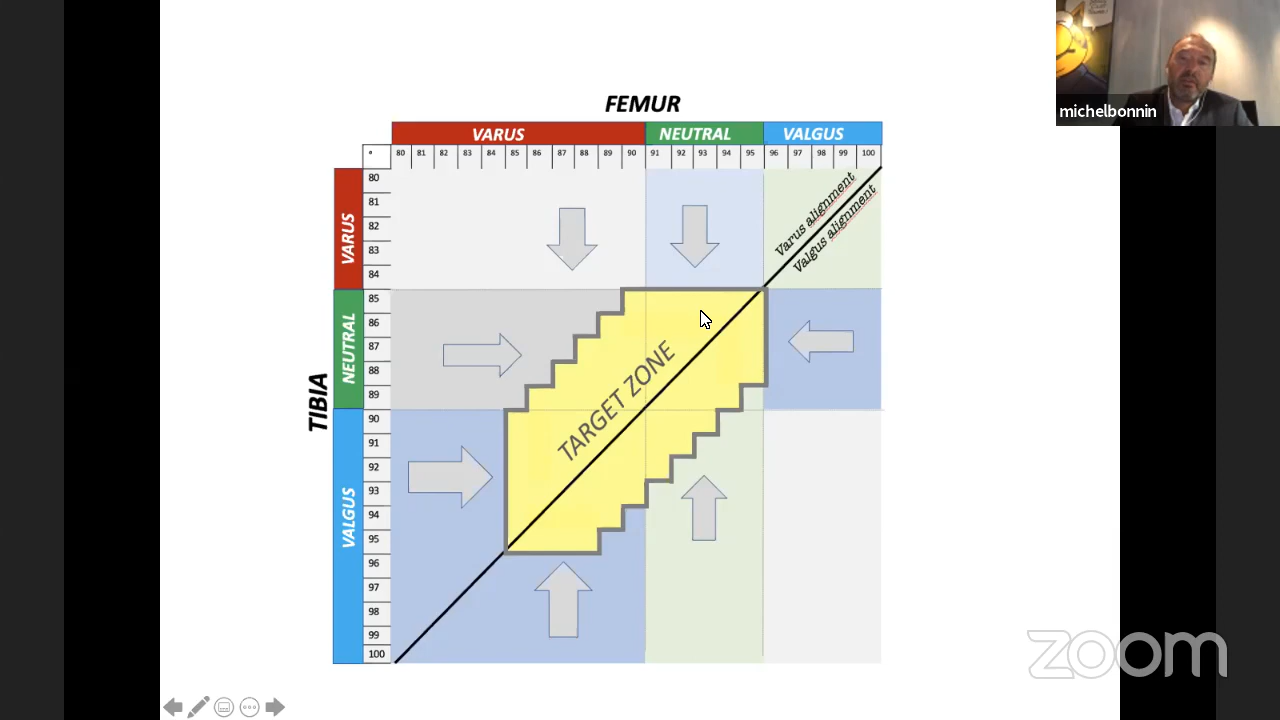 michelbonnin
FEMUR
VARUS NEUTRAL VALGUS
° 80 81 82 83 84 85 86 87 88 89 90 91 92 93 94 95 96 97 98 99 100
TIBIA
VARUS
NEUTRAL
VALGUS
80
81
82
83
84
85
86
87
88
89
90
91
92
93
94
95
96
97
98
99
100
Varus alignment
Valgus alignment
TARGET ZONE
zoom